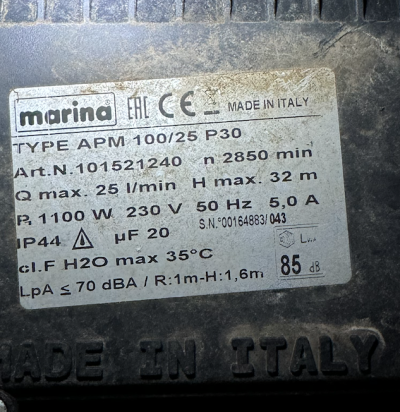 marina EAC CE MADE IN ITALY
TYPE APM 100/25 P30
Art.N.101521240 n 2850 min
Q max. 25 l/min H max. 32 m
P. 1100 W 230 V 50 Hz 5,0 A
S.N.°00164883/043
IP44 µF 20
cl.F H2O max 35°C
85 dB
LpA ≤ 70 dBA / R:1m-H:1,6m
MADE IN ITALY